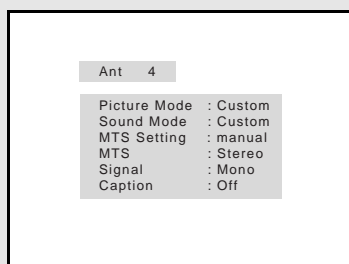 Ant 4
Picture Mode : Custom
Sound Mode : Custom
MTS Setting : manual
MTS : Stereo
Signal : Mono
Caption : Off